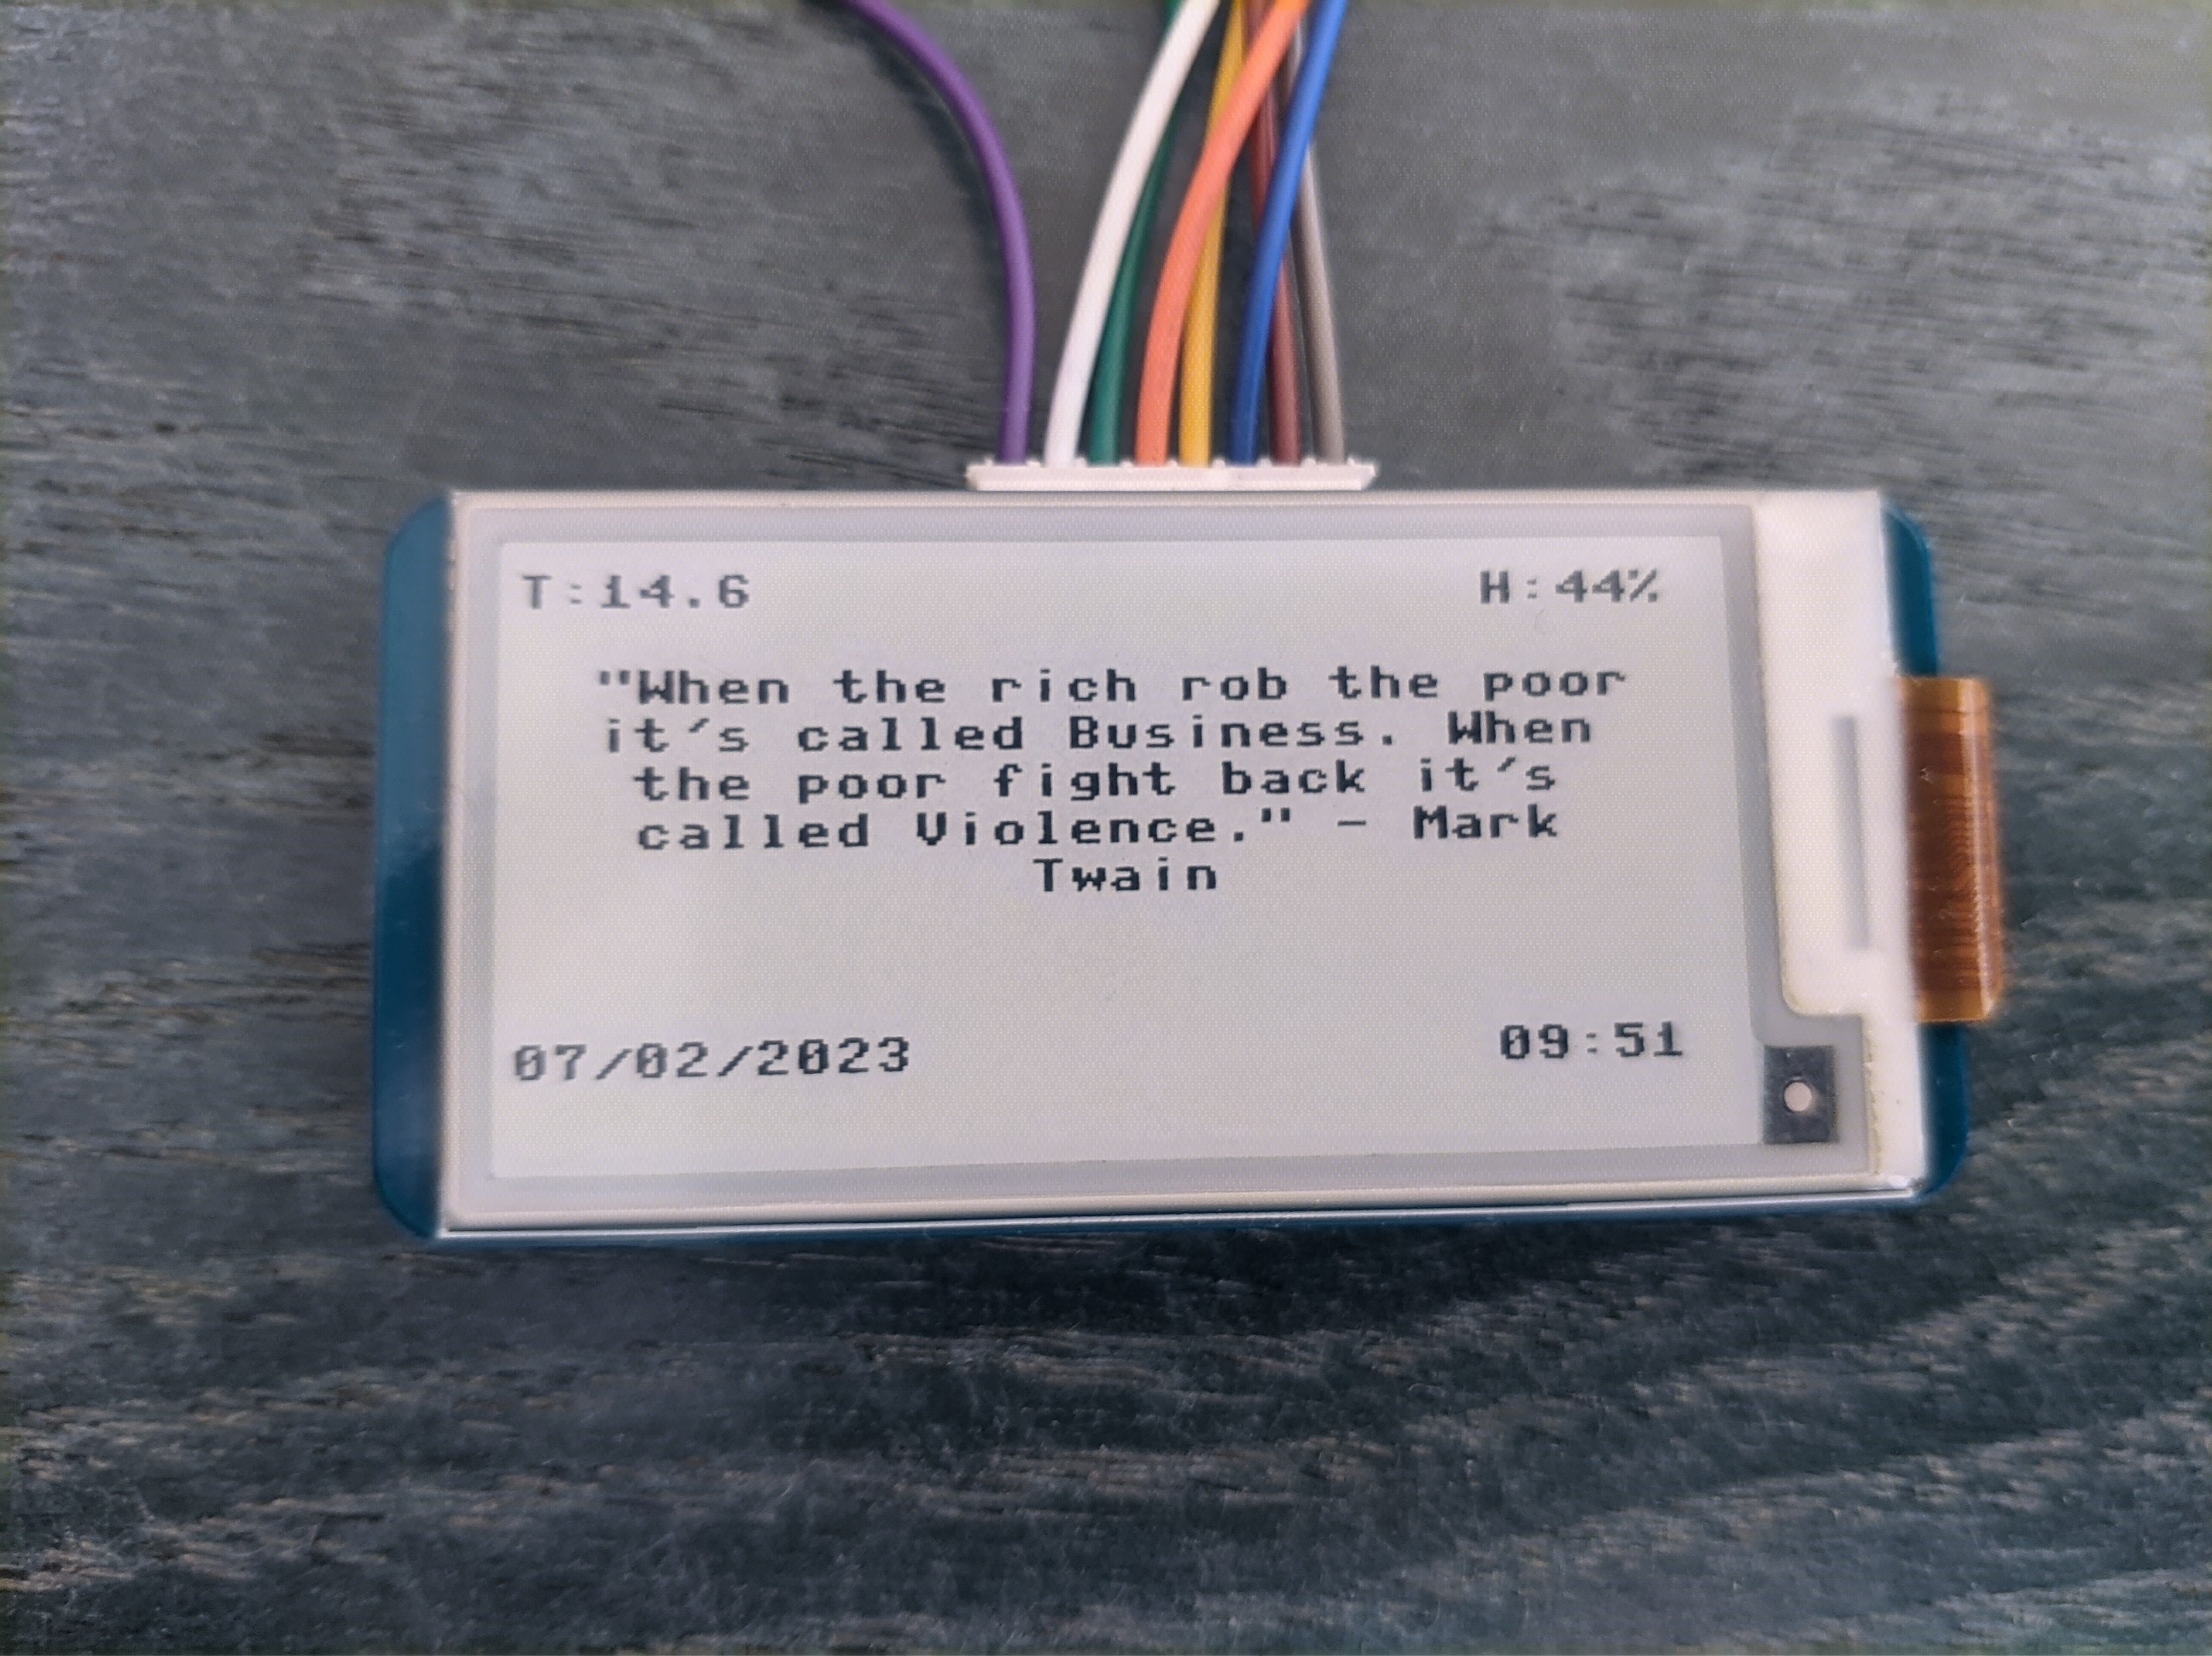 T:14.6 H:44%
"When the rich rob the poor
it's called Business. When
the poor fight back it's
called Violence." - Mark
Twain
07/02/2023 09:51